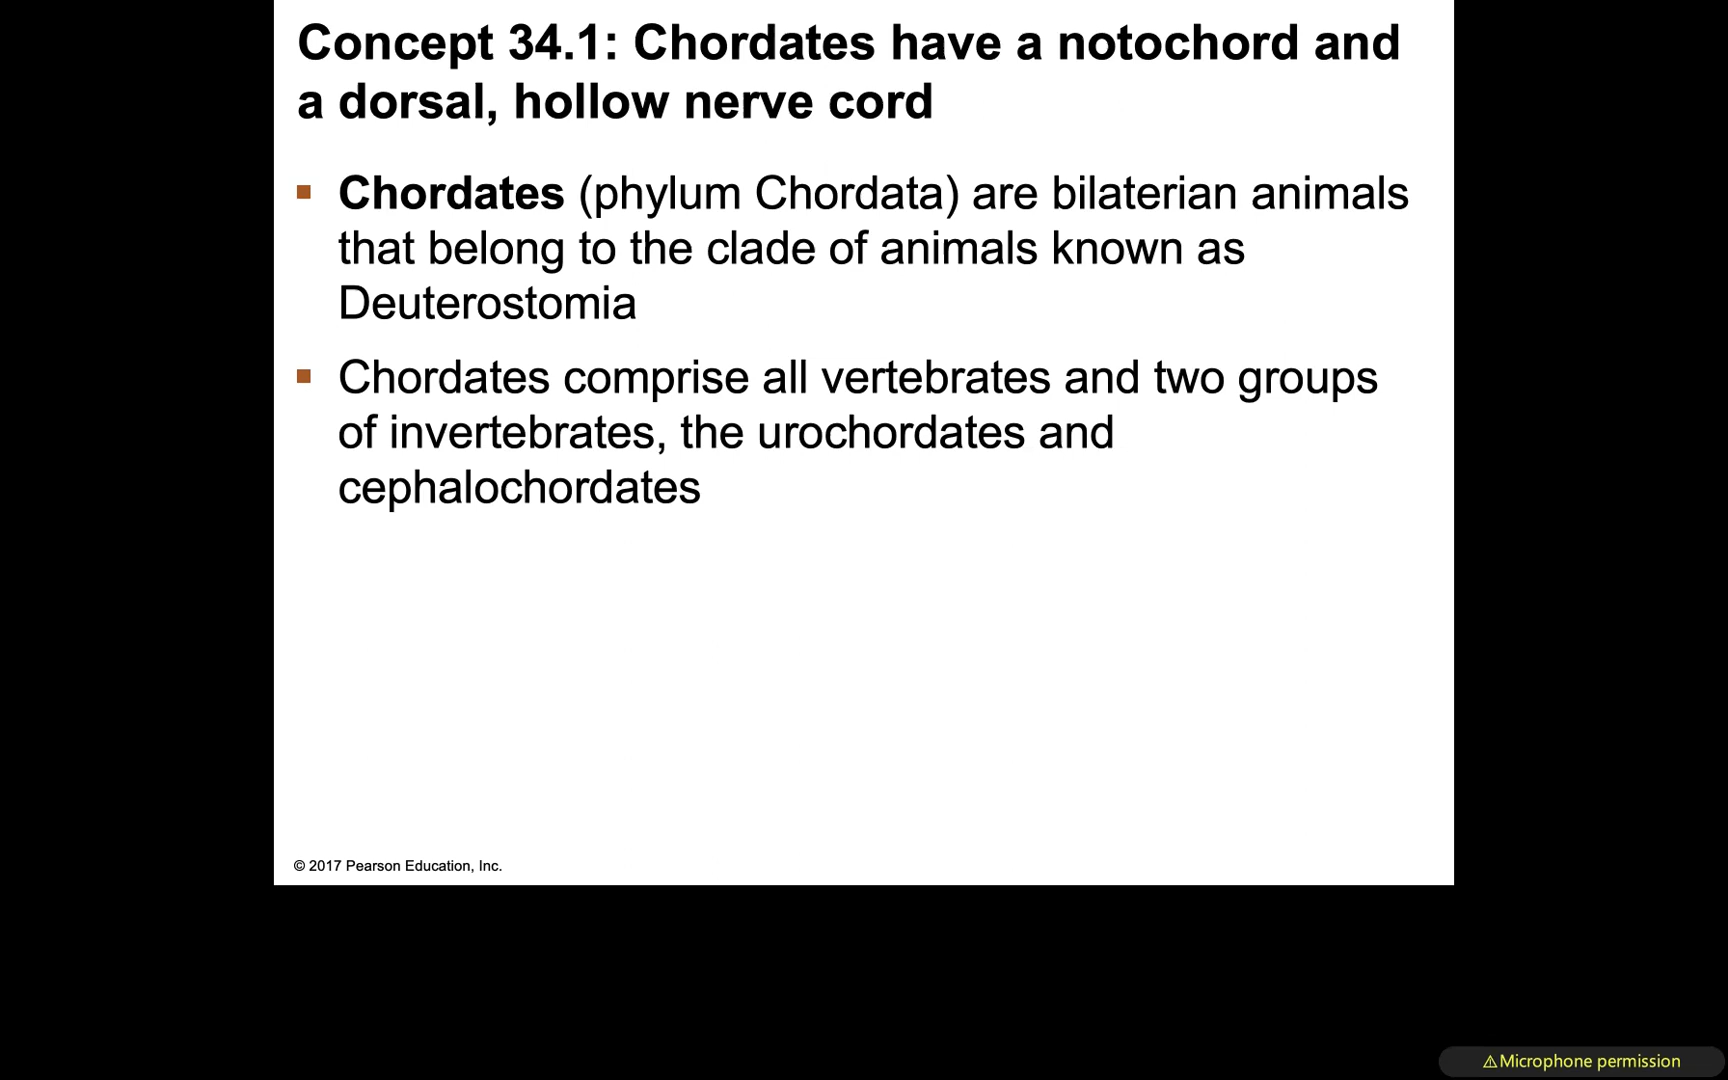 Concept 34.1: Chordates have a notochord and
a dorsal, hollow nerve cord
Chordates (phylum Chordata) are bilaterian animals
that belong to the clade of animals known as
Deuterostomia
Chordates comprise all vertebrates and two groups
of invertebrates, the urochordates and
cephalochordates
© 2017 Pearson Education, Inc.
⚠Microphone permission